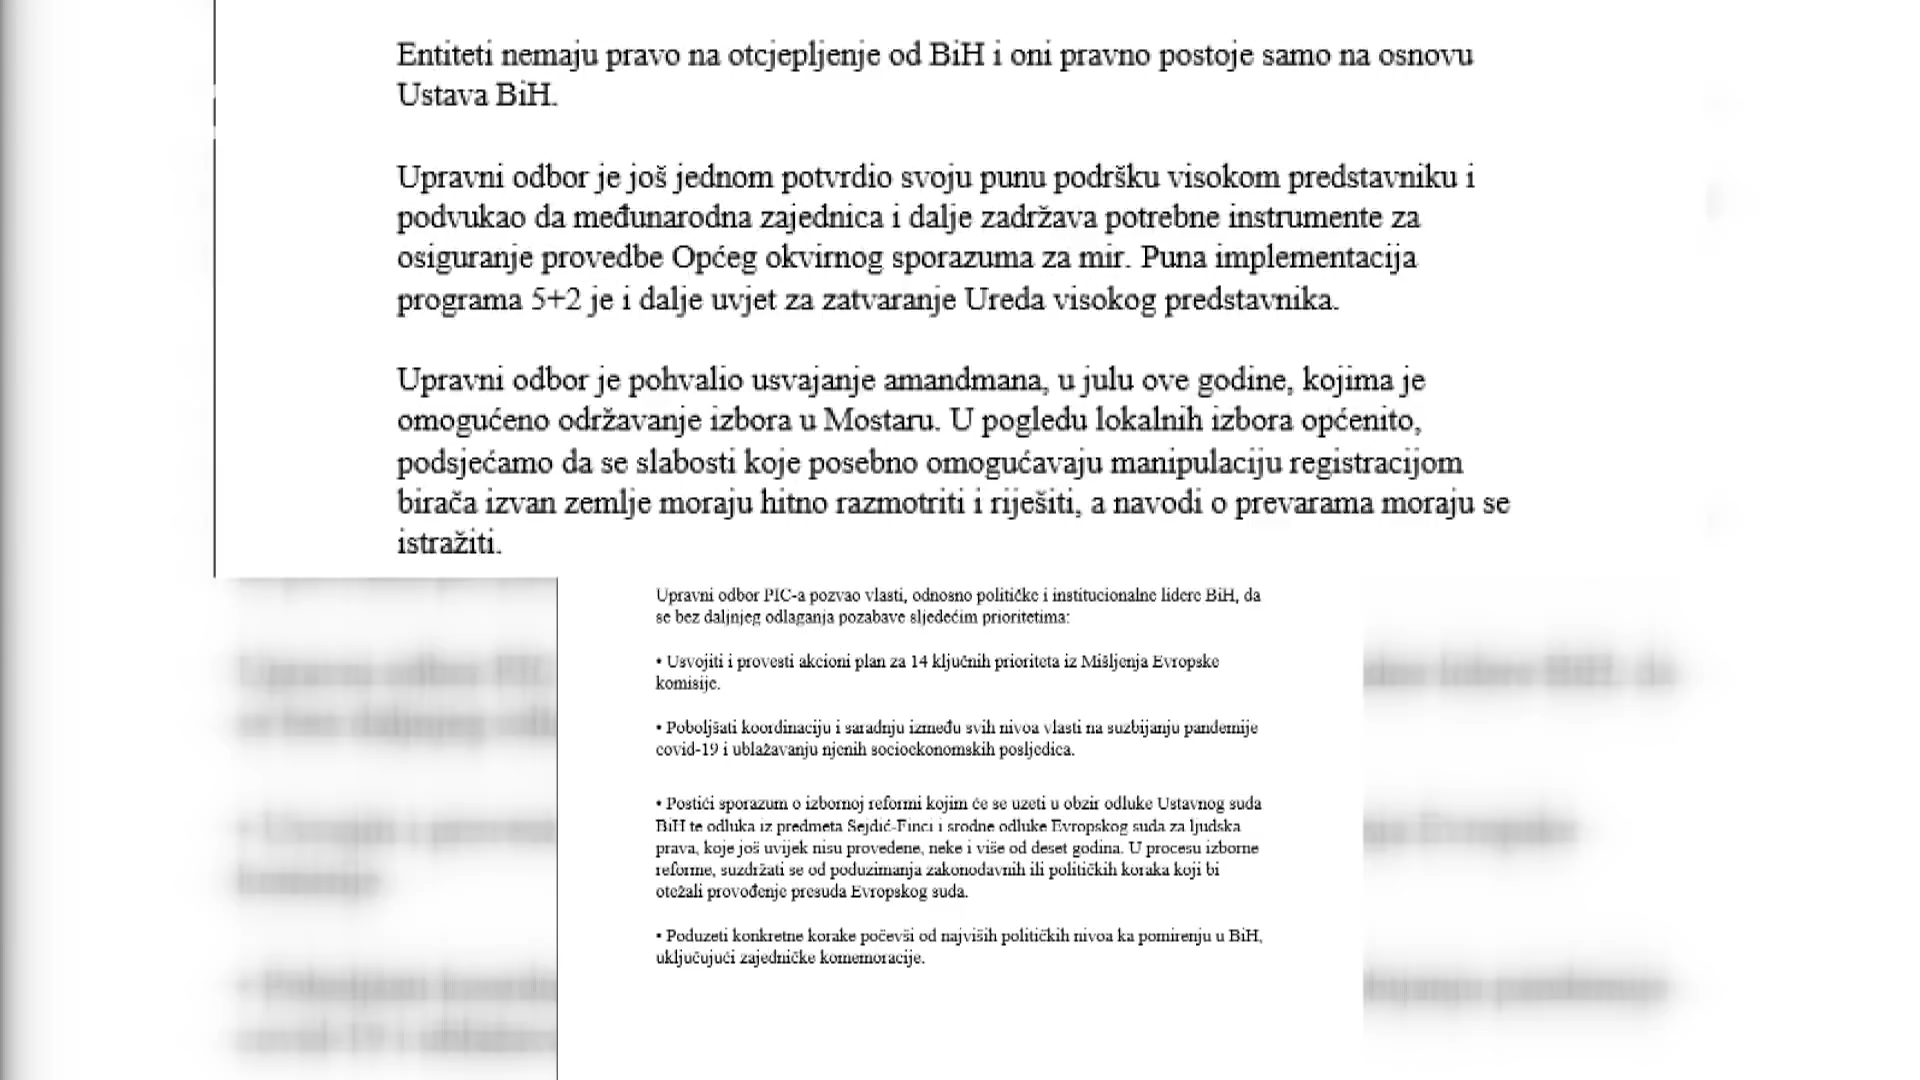 Entiteti nemaju pravo na otcjepljenje od BiH i oni pravno postoje samo na osnovu
Ustava BiH.
Upravni odbor je još jednom potvrdio svoju punu podršku visokom predstavniku i
podvukao da međunarodna zajednica i dalje zadržava potrebne instrumente za
osiguranje provedbe Općeg okvirnog sporazuma za mir. Puna implementacija
programa 5+2 je i dalje uvjet za zatvaranje Ureda visokog predstavnika.
Upravni odbor je pohvalio usvajanje amandmana, u julu ove godine, kojima je
omogućeno održavanje izbora u Mostaru. U pogledu lokalnih izbora općenito,
podsjećamo da se slabosti koje posebno omogućavaju manipulaciju registracijom
birača izvan zemlje moraju hitno razmotriti i riješiti, a navodi o prevarama moraju se
istražiti.
Upravni odbor PIC-a pozvao vlasti, odnosno političke i institucionalne lidere BiH, da
se bez daljnjeg odlaganja pozabave sljedećim prioritetima:
• Usvojiti i provesti akcioni plan za 14 ključnih prioriteta iz Mišljenja Evropske
komisije.
• Poboljšati koordinaciju i saradnju između svih nivoa vlasti na suzbijanju pandemije
covid-19 i ublažavanju njenih socioekonomskih posljedica.
• Postići sporazum o izbornoj reformi kojim će se uzeti u obzir odluke Ustavnog suda
BiH te odluka iz predmeta Sejdić-Finci i srodne odluke Evropskog suda za ljudska
prava, koje još uvijek nisu provedene, neke i više od deset godina. U procesu izborne
reforme, suzdržati se od poduzimanja zakonodavnih ili političkih koraka koji bi
otežali provođenje presuda Evropskog suda.
• Poduzeti konkretne korake počevši od najviših političkih nivoa ka pomirenju u BiH,
uključujući zajedničke komemoracije.